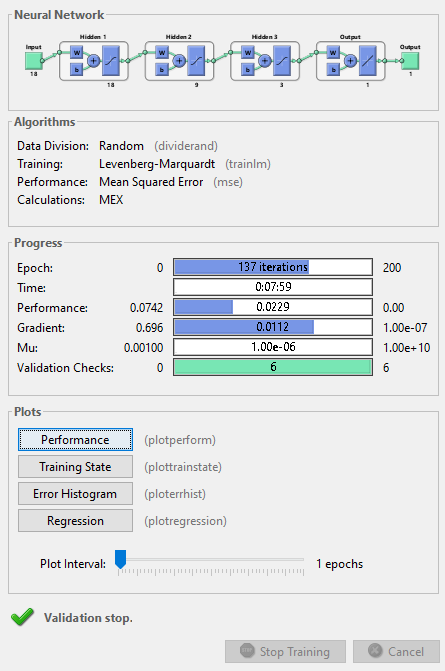 Neural Network
Hidden 1 Hidden 2 Hidden 3 Output
Input Output
W W W W
b b b b
18 18 9 3 1 1
Algorithms
Data Division: Random (dividerand)
Training: Levenberg-Marquardt (trainlm)
Performance: Mean Squared Error (mse)
Calculations: MEX
Progress
Epoch: 0 137 iterations 200
Time: 0:07:59
Performance: 0.0742 0.0229 0.00
Gradient: 0.696 0.0112 1.00e-07
Mu: 0.00100 1.00e-06 1.00e+10
Validation Checks: 0 6 6
Plots
Performance (plotperform)
Training State (plottrainstate)
Error Histogram (ploterrhist)
Regression (plotregression)
Plot Interval: 1 epochs
Validation stop.
Stop Training Cancel